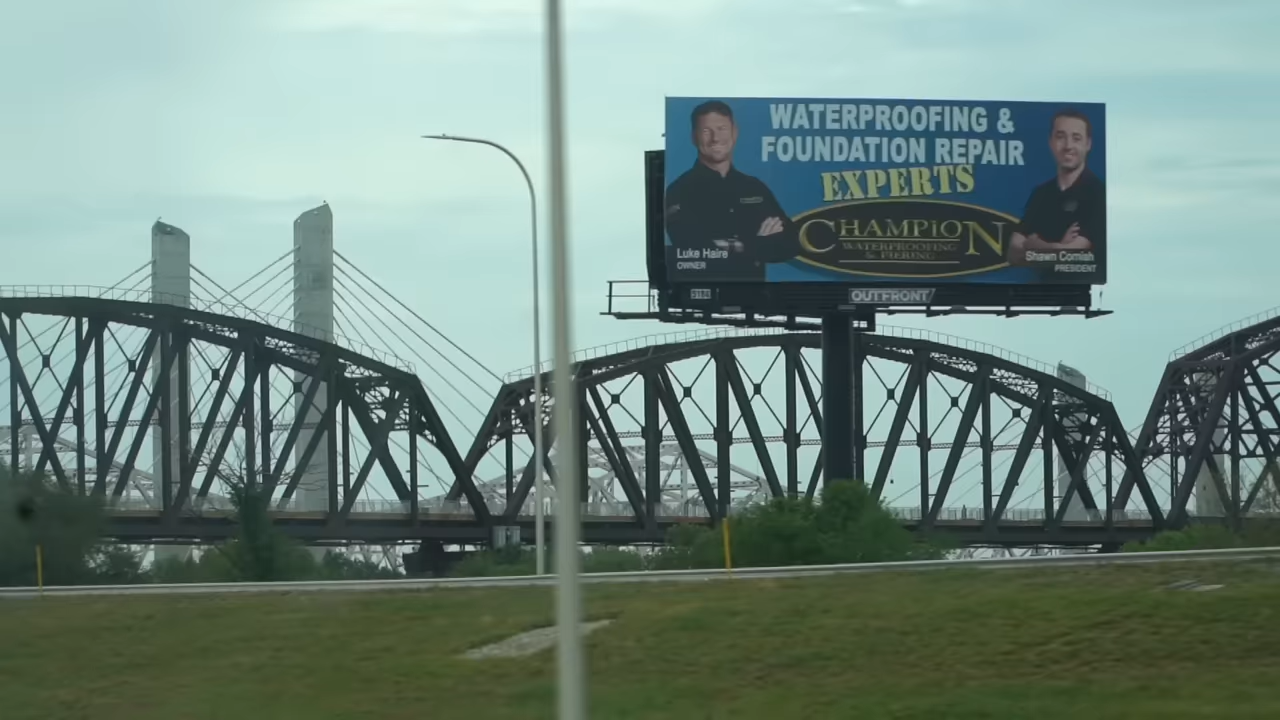 WATERPROOFING &
FOUNDATION REPAIR
EXPERTS
CHAMPION
WATERPROOFING
& PIERING
Luke Haire
OWNER
Shawn Cornish
PRESIDENT
OUTFRONT